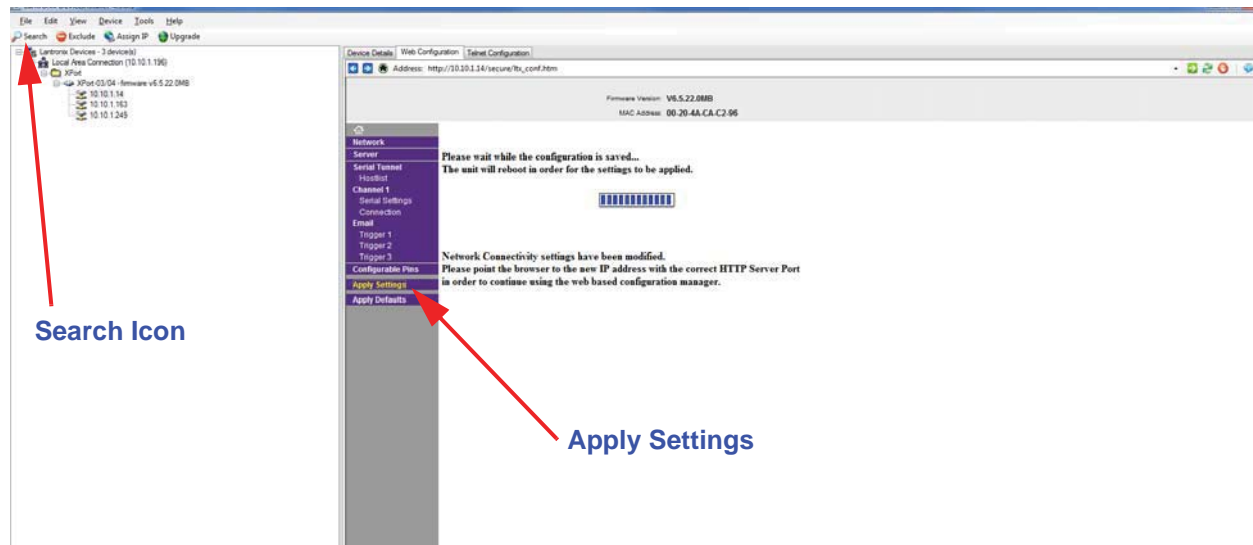 File Edit View Device Tools Help
Search Exclude Assign IP Upgrade
Lantronix Devices - 3 device(s)
Local Area Connection (10.10.1.196)
XPort
XPort-03/04 - firmware v6.5.22.0MB
10.10.1.14
10.10.1.163
10.10.1.245
Device Details Web Configuration Telnet Configuration
Address: http://10.10.1.14/secure/ltx_conf.htm
Firmware Version: V6.5.22.0MB
MAC Address: 00-20-4A-CA-C2-96
Network
Server
Serial Tunnel
Hostlist
Channel 1
Serial Settings
Connection
Email
Trigger 1
Trigger 2
Trigger 3
Configurable Pins
Apply Settings
Apply Defaults
Please wait while the configuration is saved...
The unit will reboot in order for the settings to be applied.
Network Connectivity settings have been modified.
Please point the browser to the new IP address with the correct HTTP Server Port
in order to continue using the web based configuration manager.
Search Icon
Apply Settings